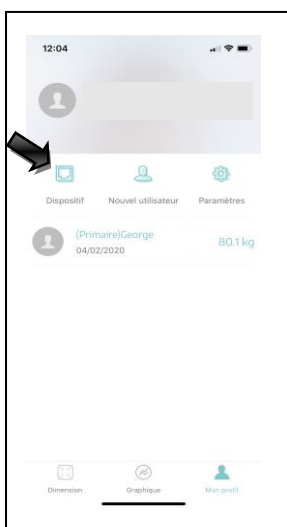 12:04
Dispositif Nouvel utilisateur Paramètres
(Primaire)George 80.1 kg
04/02/2020
Dimension Graphique Mon profil